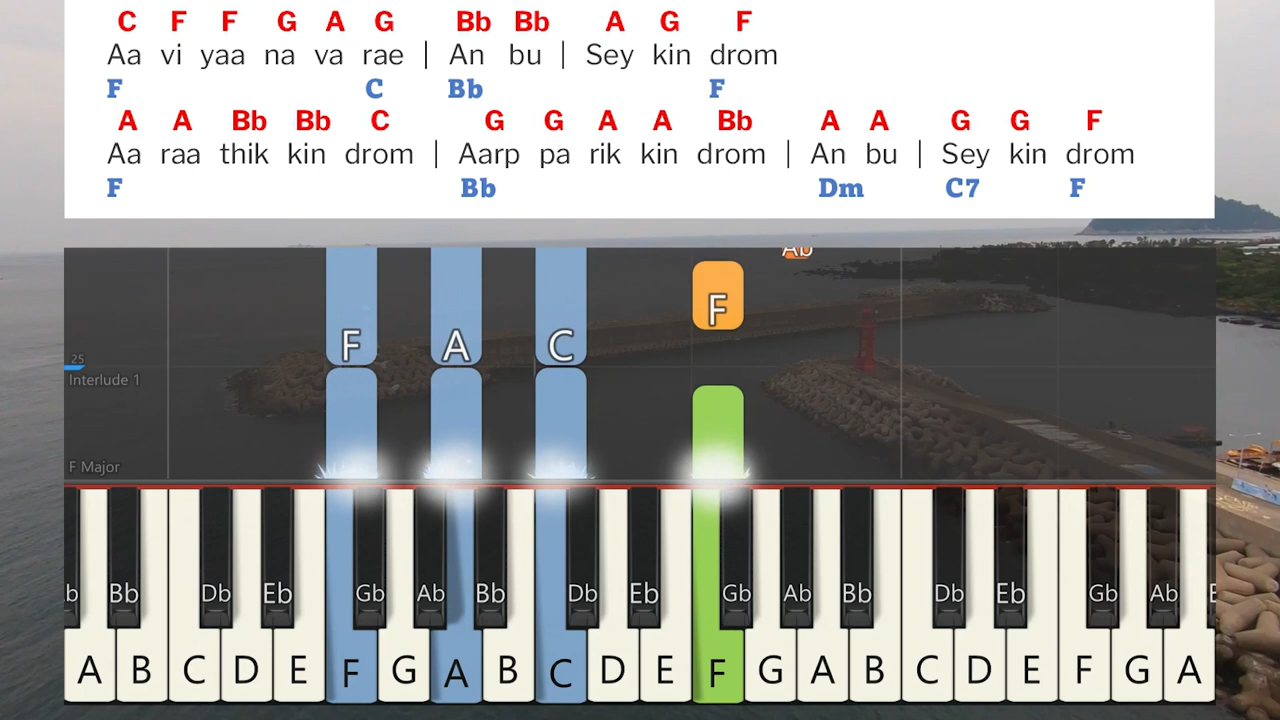 C F F G A G Bb Bb A G F
Aa vi yaa na va rae | An bu | Sey kin drom
F C Bb F
A A Bb Bb C G G A A Bb A A G G F
Aa raa thik kin drom | Aarp pa rik kin drom | An bu | Sey kin drom
F Bb Dm C7 F
Ab
F
F A C
25
Interlude 1
F Major
Bb Db Eb Gb Ab Bb Db Eb Gb Ab Bb Db Eb Gb Ab
A B C D E F G A B C D E F G A B C D E F G A